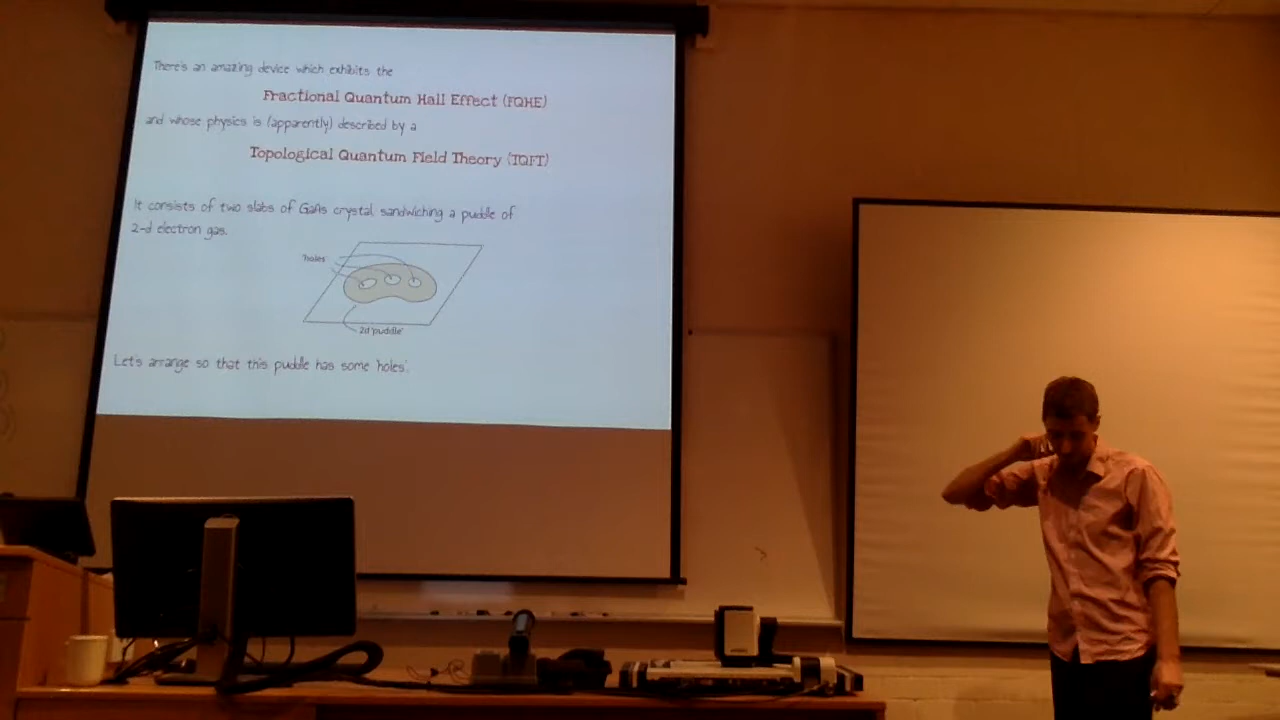 There's an amazing device which exhibits the
Fractional Quantum Hall Effect (FQHE)
and whose physics is (apparently) described by a
Topological Quantum Field Theory (TQFT)
It consists of two slabs of GaAs crystal sandwiching a puddle of
2-d electron gas.
holes
2d 'puddle'
Let's arrange so that this puddle has some 'holes'.